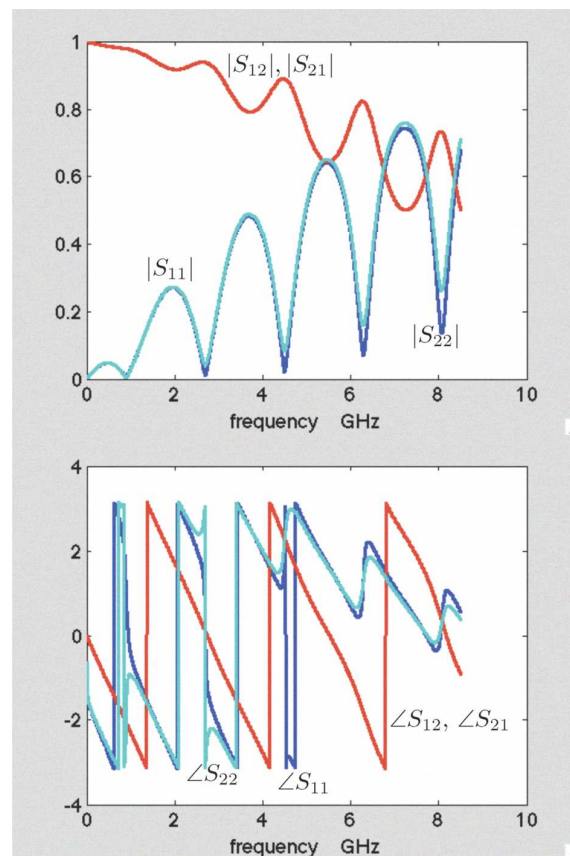 1
0.8
0.6
0.4
0.2
0
|S₁₂|, |S₂₁|
|S₁₁|
|S₂₂|
0 2 4 6 8 10
frequency GHz
4
2
0
-2
-4
∠S₁₂, ∠S₂₁
∠S₂₂
∠S₁₁
0 2 4 6 8 10
frequency GHz